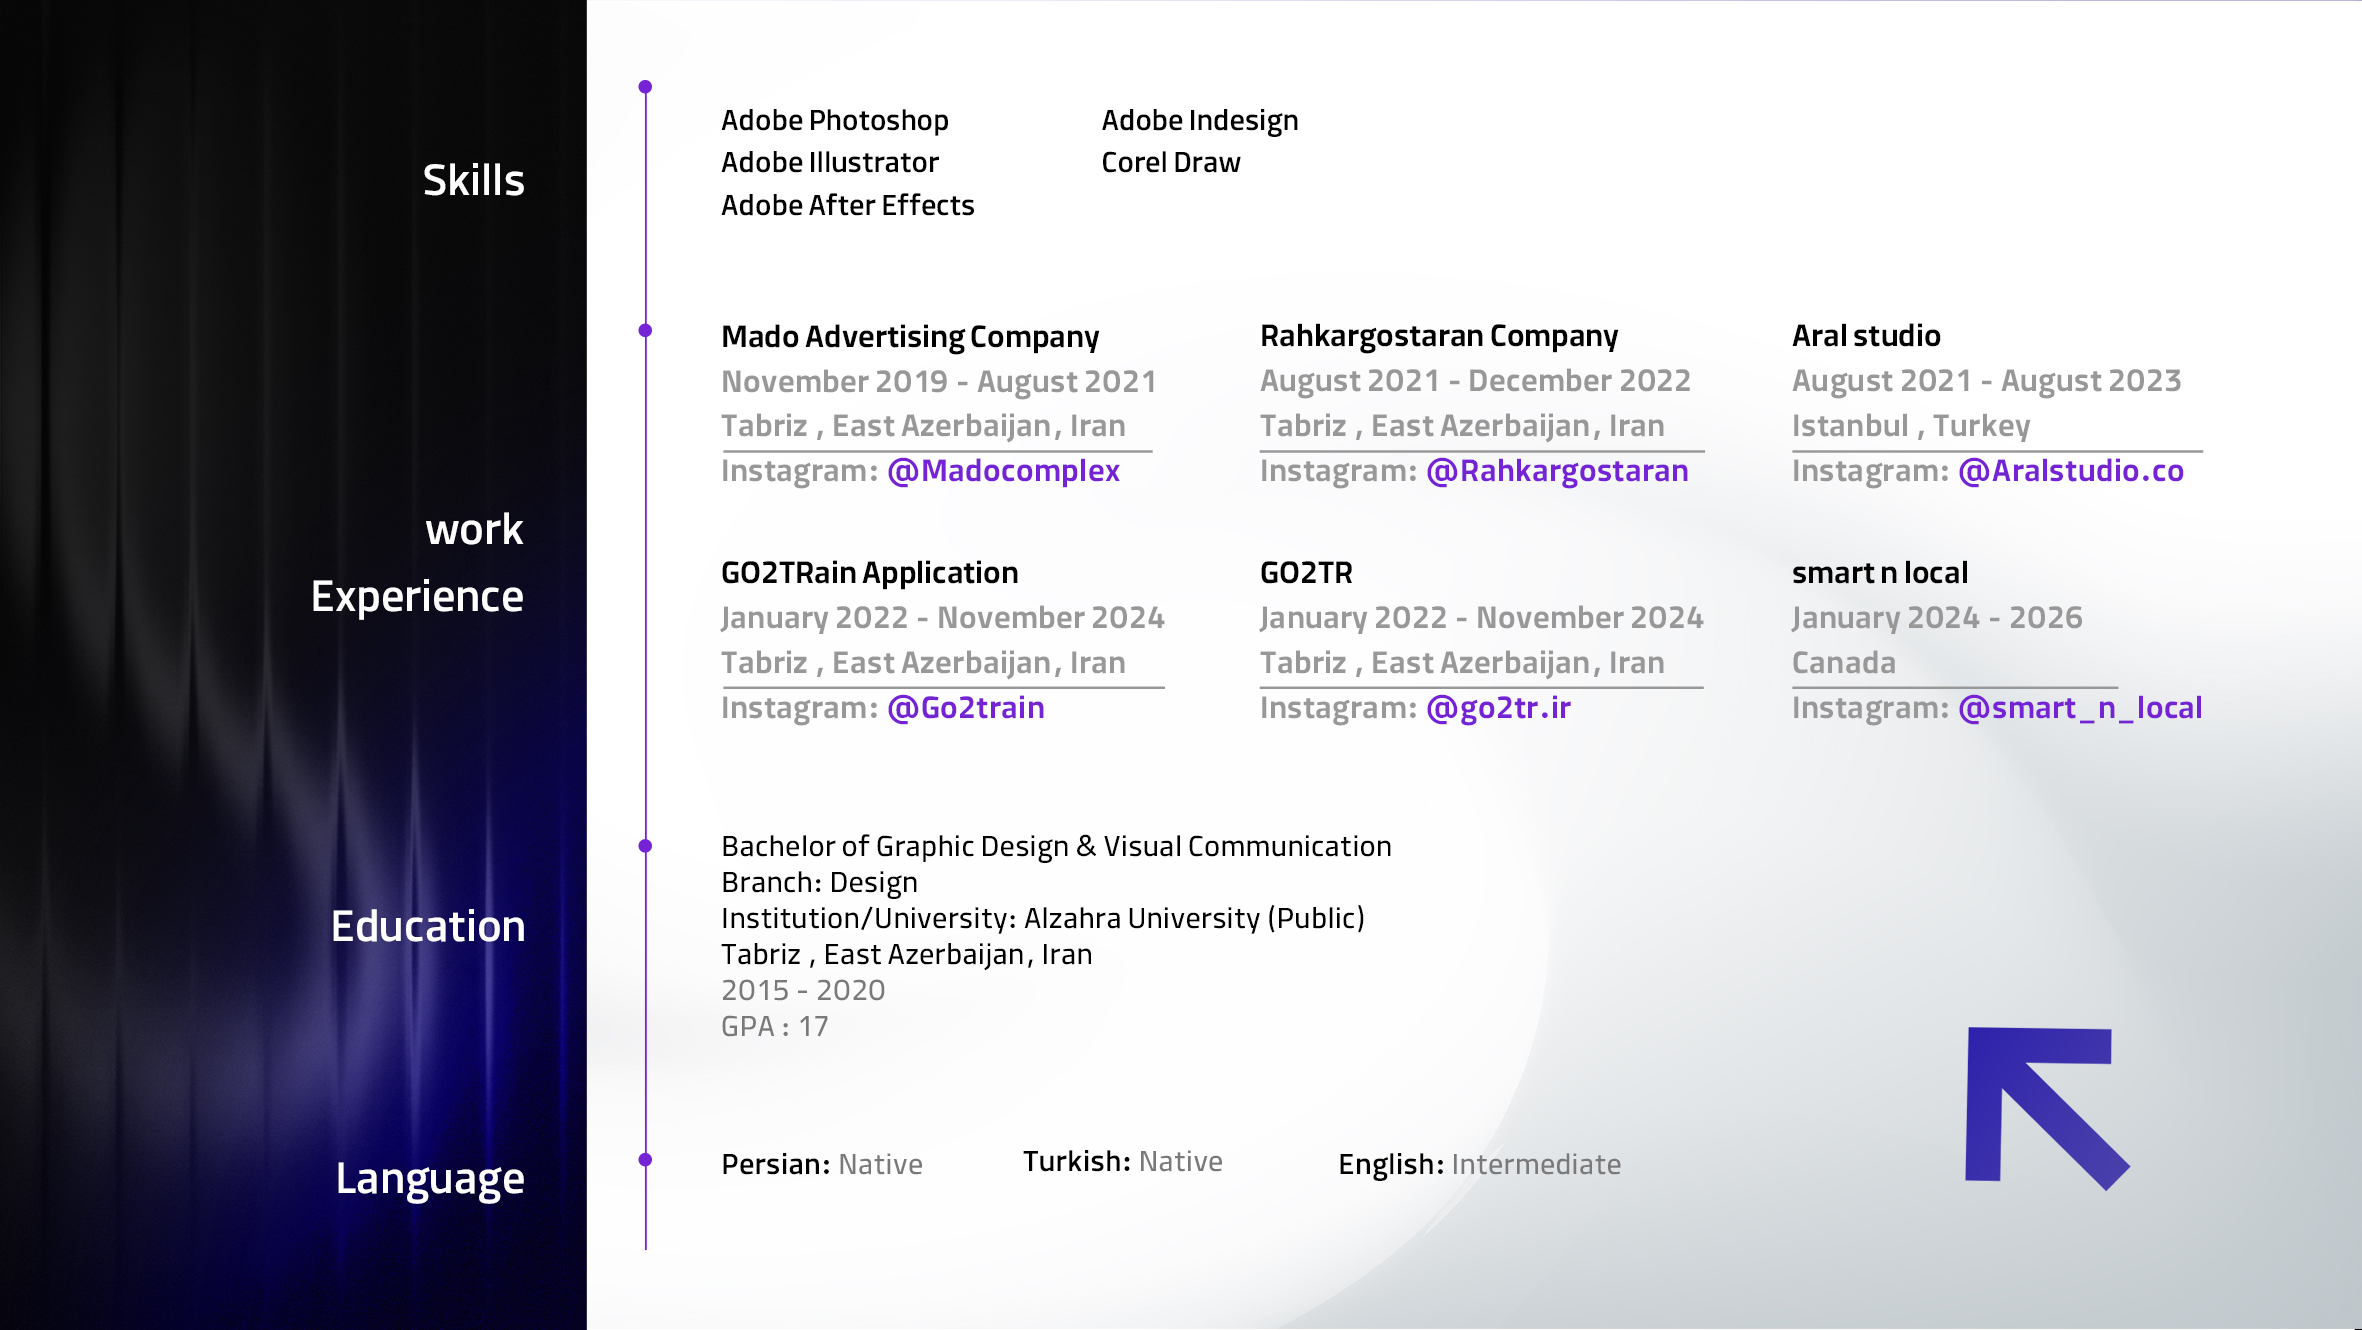 Skills
Adobe Photoshop
Adobe Illustrator
Adobe After Effects
Adobe Indesign
Corel Draw
work
Experience
Mado Advertising Company
November 2019 - August 2021
Tabriz , East Azerbaijan, Iran
Instagram: @Madocomplex
Rahkargostaran Company
August 2021 - December 2022
Tabriz , East Azerbaijan, Iran
Instagram: @Rahkargostaran
Aral studio
August 2021 - August 2023
Istanbul , Turkey
Instagram: @Aralstudio.co
GO2TRain Application
January 2022 - November 2024
Tabriz , East Azerbaijan, Iran
Instagram: @Go2train
GO2TR
January 2022 - November 2024
Tabriz , East Azerbaijan, Iran
Instagram: @go2tr.ir
smart n local
January 2024 - 2026
Canada
Instagram: @smart_n_local
Education
Bachelor of Graphic Design & Visual Communication
Branch: Design
Institution/University: Alzahra University (Public)
Tabriz , East Azerbaijan, Iran
2015 - 2020
GPA : 17
Language
Persian: Native
Turkish: Native
English: Intermediate